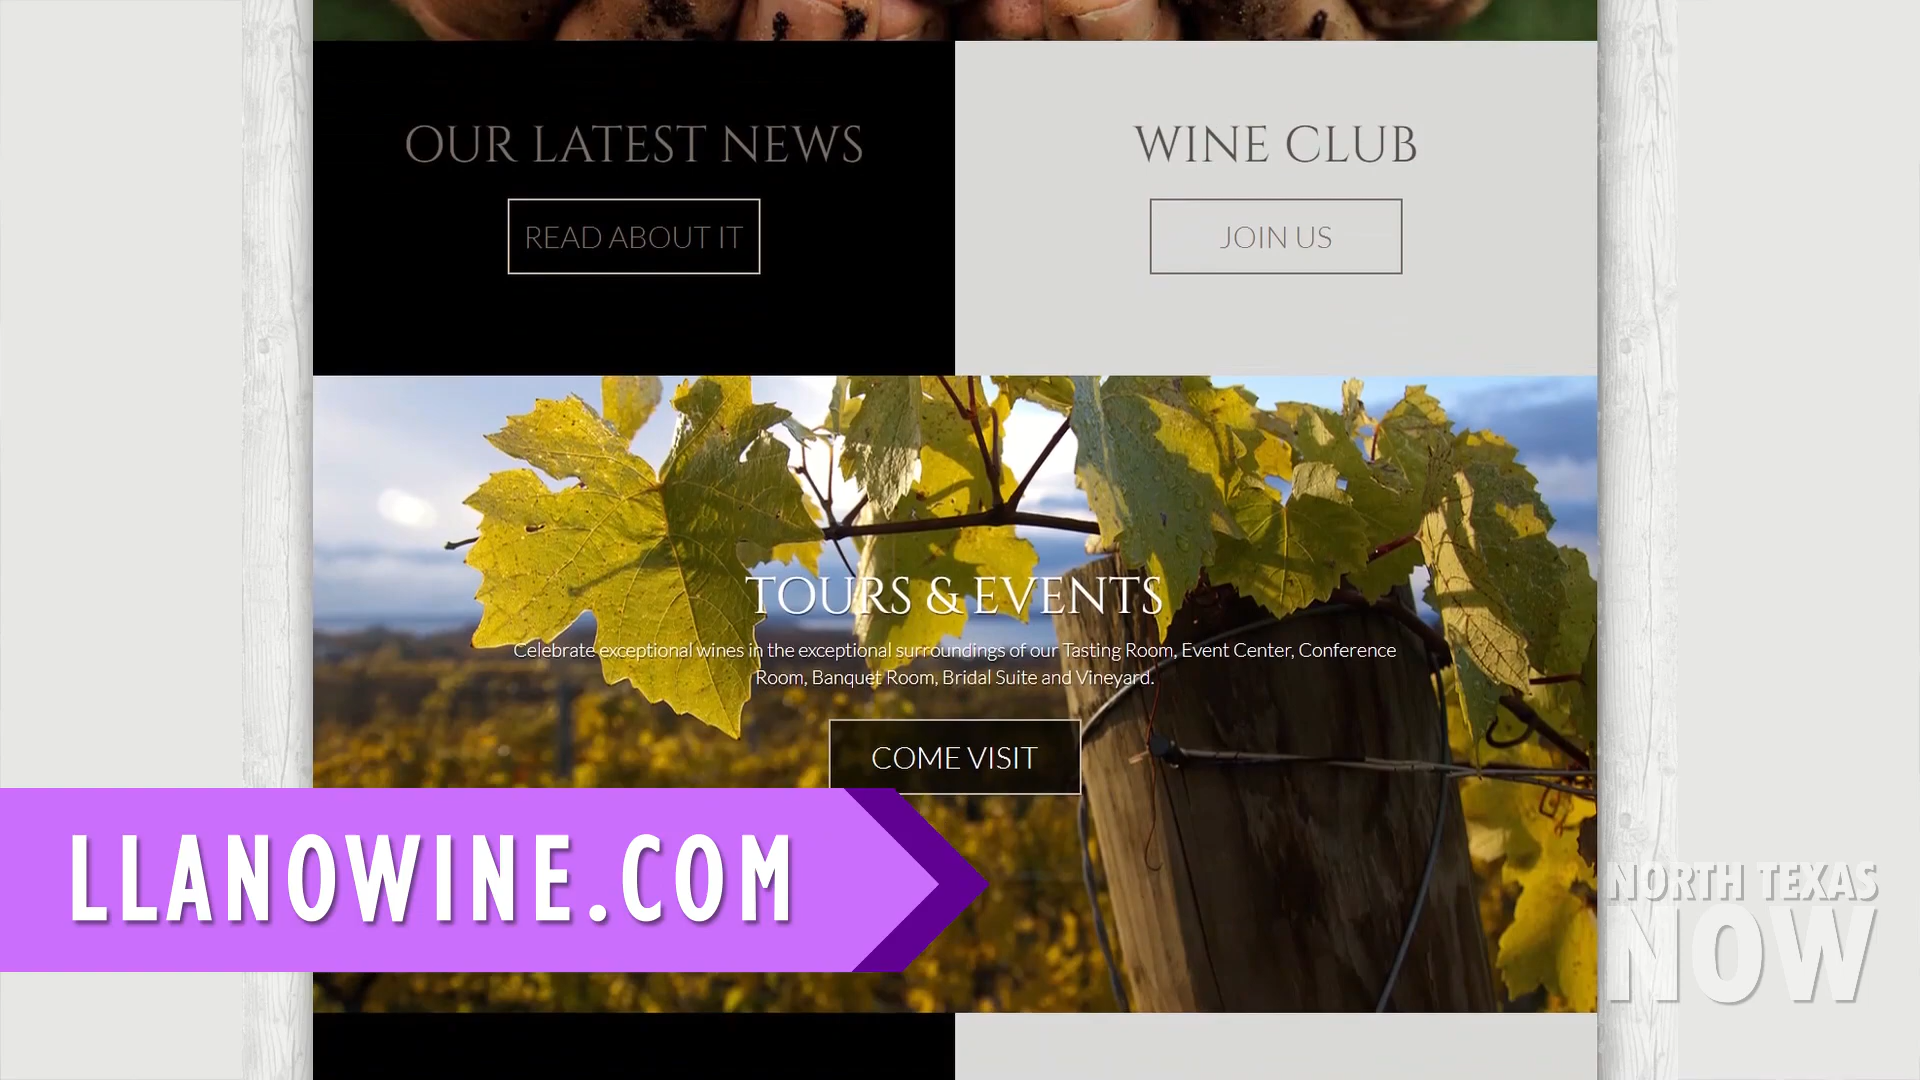 OUR LATEST NEWS
READ ABOUT IT
WINE CLUB
JOIN US
TOURS & EVENTS
Celebrate exceptional wines in the exceptional surroundings of our Tasting Room, Event Center, Conference
Room, Banquet Room, Bridal Suite and Vineyard.
COME VISIT
LLANOWINE.COM
NORTH TEXAS
NOW